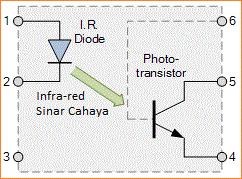 1
6
I.R.
Diode
Photo-
transistor
2
5
Infra-red
Sinar Cahaya
3
4